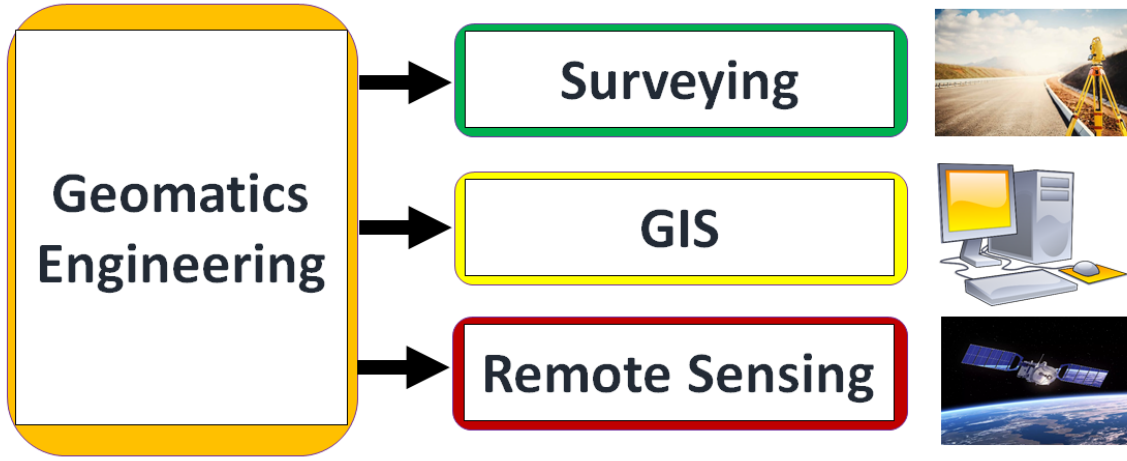 Geomatics
Engineering
Surveying
GIS
Remote Sensing